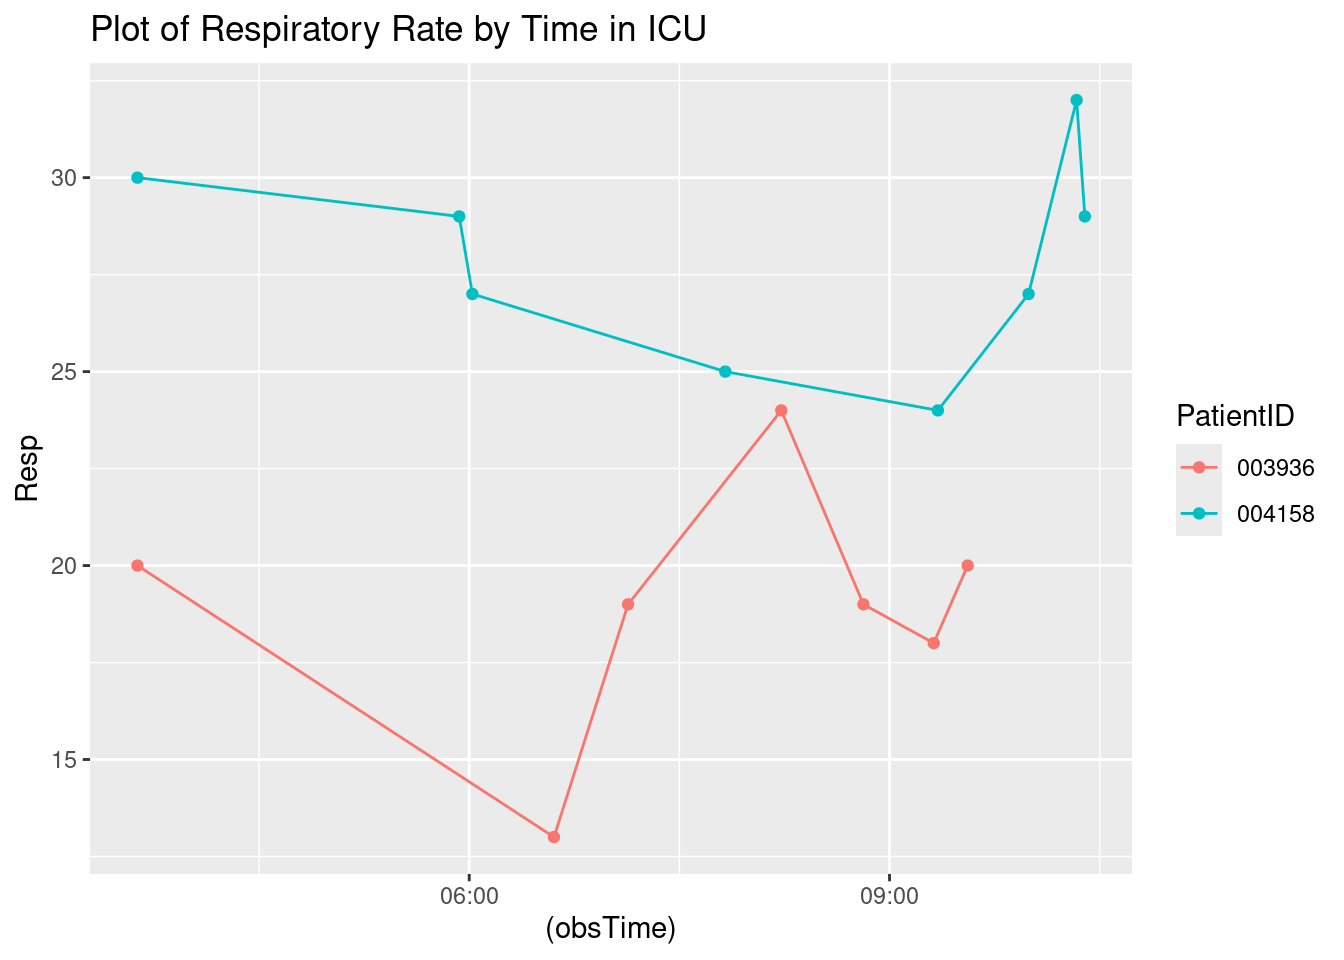 Plot of Respiratory Rate by Time in ICU
30
25
20
15
Resp
06:00
09:00
(obsTime)
PatientID
003936
004158